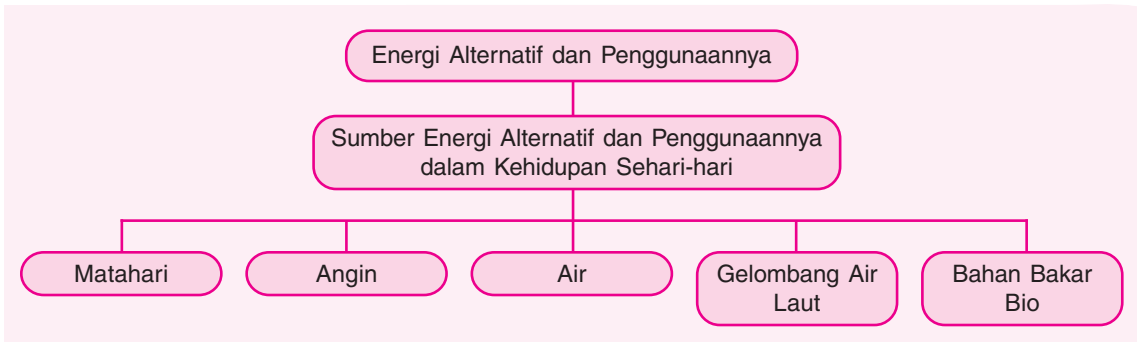 Energi Alternatif dan Penggunaannya
Sumber Energi Alternatif dan Penggunaannya
dalam Kehidupan Sehari-hari
Matahari
Angin
Air
Gelombang Air
Laut
Bahan Bakar
Bio